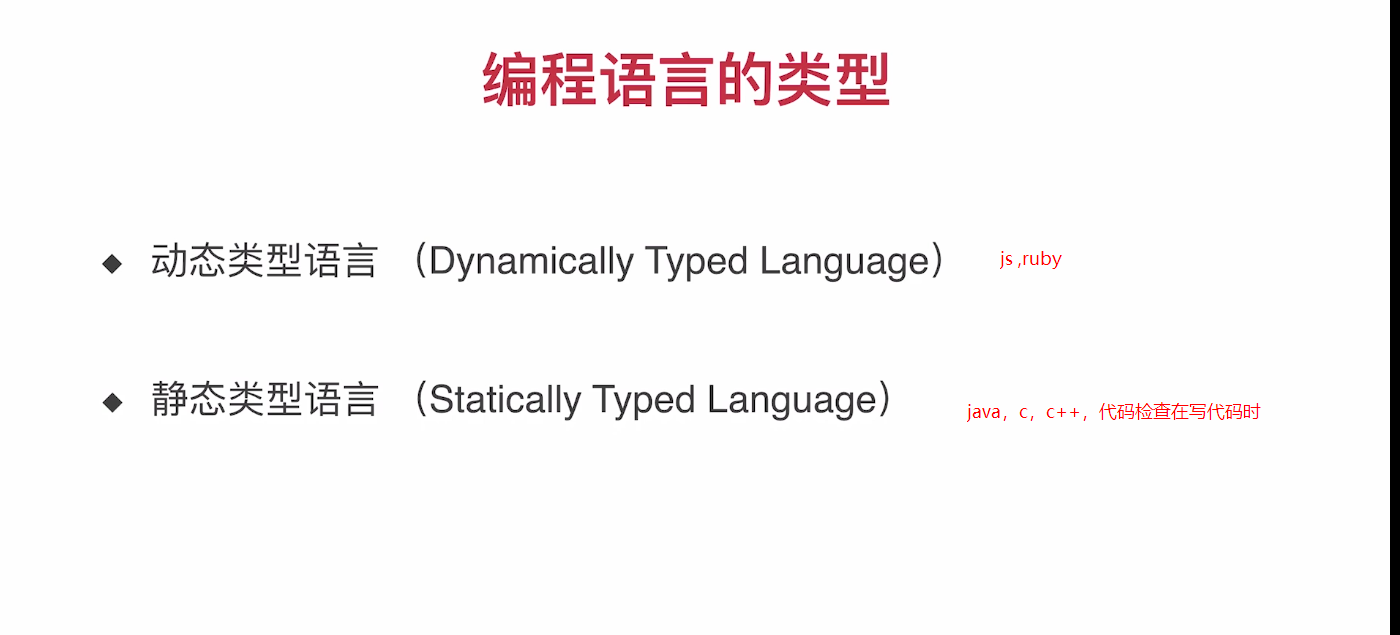 编程语言的类型
◆ 动态类型语言 （Dynamically Typed Language） js ,ruby
◆ 静态类型语言 （Statically Typed Language） java，c，c++，代码检查在写代码时